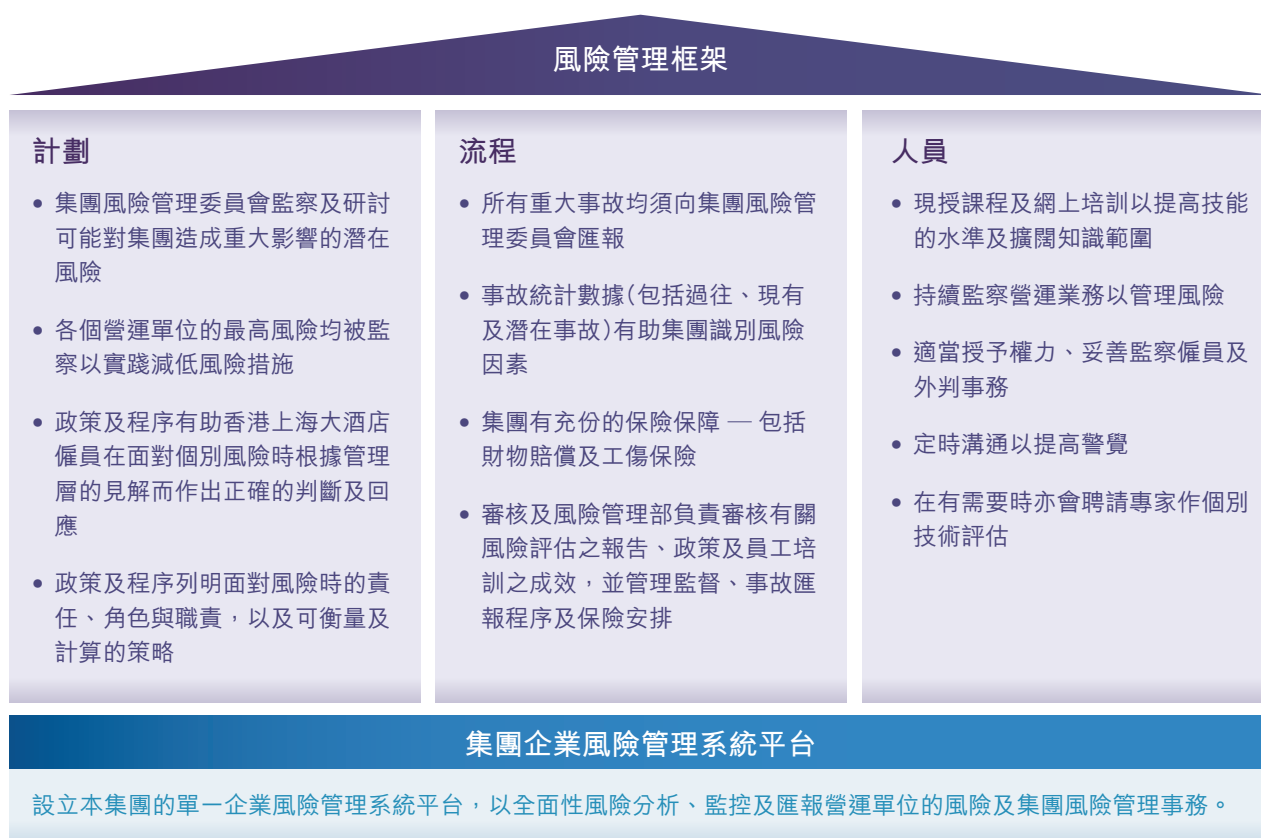 風險管理框架
計劃
• 集團風險管理委員會監察及研討
可能對集團造成重大影響的潛在
風險
• 各個營運單位的最高風險均被監
察以實踐減低風險措施
• 政策及程序有助香港上海大酒店
僱員在面對個別風險時根據管理
層的見解而作出正確的判斷及回
應
• 政策及程序列明面對風險時的責
任、角色與職責，以及可衡量及
計算的策略
流程
• 所有重大事故均須向集團風險管
理委員會匯報
• 事故統計數據(包括過往、現有
及潛在事故)有助集團識別風險
因素
• 集團有充份的保險保障 — 包括
財物賠償及工傷保險
• 審核及風險管理部負責審核有關
風險評估之報告、政策及員工培
訓之成效，並管理監督、事故匯
報程序及保險安排
人員
• 現授課程及網上培訓以提高技能
的水準及擴闊知識範圍
• 持續監察營運業務以管理風險
• 適當授予權力、妥善監察僱員及
外判事務
• 定時溝通以提高警覺
• 在有需要時亦會聘請專家作個別
技術評估
集團企業風險管理系統平台
設立本集團的單一企業風險管理系統平台，以全面性風險分析、監控及匯報營運單位的風險及集團風險管理事務。